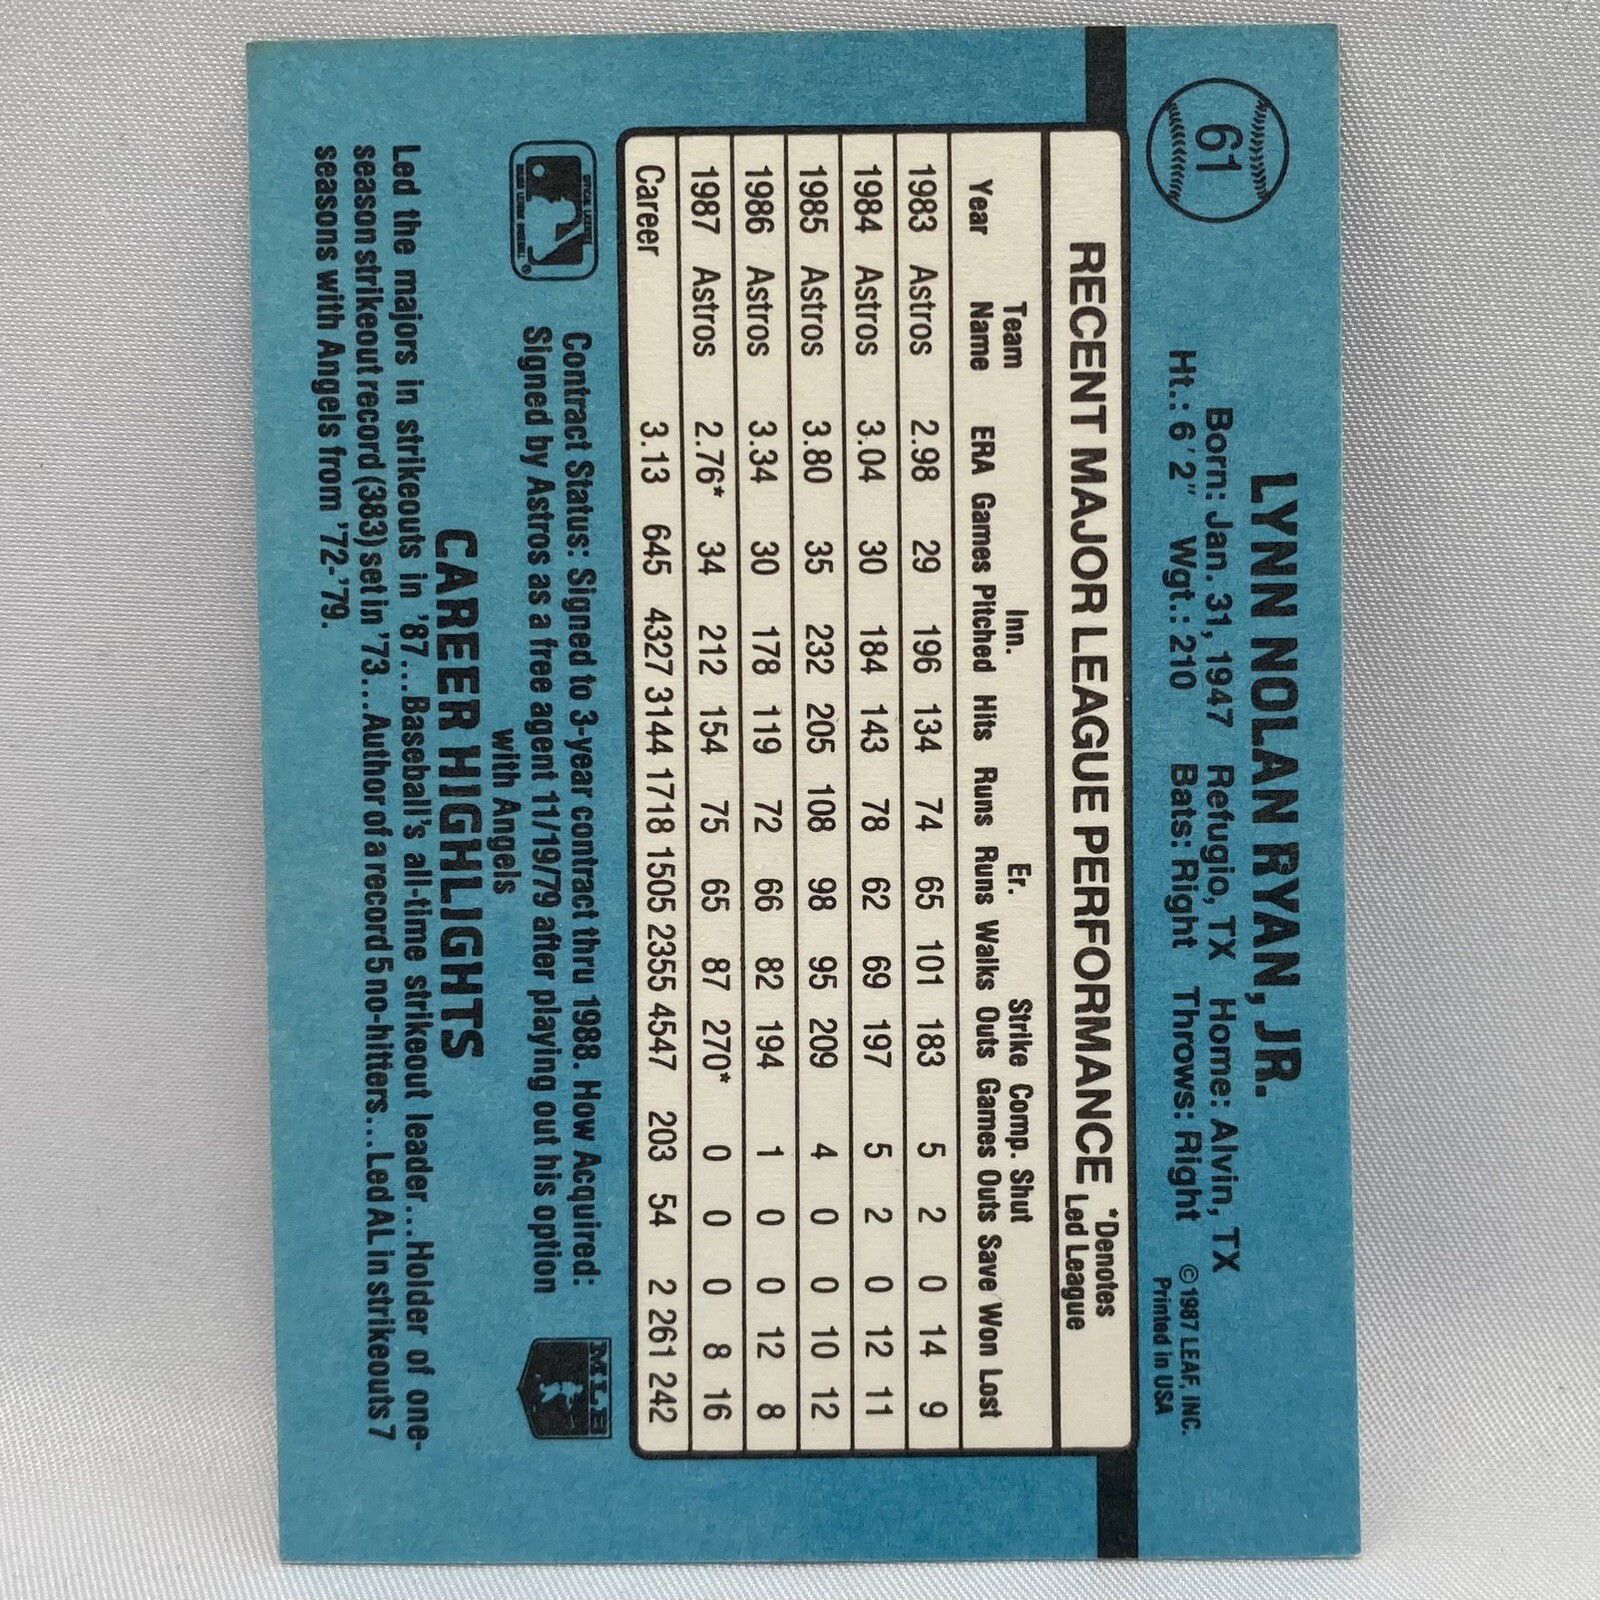 61
LYNN NOLAN RYAN, JR.
Born: Jan. 31, 1947 Refugio, TX Home: Alvin, TX
Ht.: 6'2" Wgt.: 210 Bats: Right Throws: Right
©1987 LEAF, INC.
Printed in USA
RECENT MAJOR LEAGUE PERFORMANCE *Denotes Led League
Team Inn. Er. Strike Comp. Shut
Year Name ERA Games Pitched Hits Runs Runs Walks Outs Games Outs Save Won Lost
1983 Astros 2.98 29 196 134 74 65 101 183 5 2 0 14 9
1984 Astros 3.04 30 184 143 78 62 69 197 5 2 0 12 11
1985 Astros 3.80 35 232 205 108 98 95 209 4 0 0 10 12
1986 Astros 3.34 30 178 119 72 66 82 194 1 0 0 12 8
1987 Astros 2.76* 34 212 154 75 65 87 270* 0 0 0 8 16
Career 3.13 645 4327 3144 1718 1505 2355 4547 203 54 2 261 242
Contract Status: Signed to 3-year contract thru 1988. How Acquired:
Signed by Astros as a free agent 11/19/79 after playing out his option
with Angels
MLB
CAREER HIGHLIGHTS
Led the majors in strikeouts in '87...Baseball's all-time strikeout leader...Holder of one-
season strikeout record (383) set in '73...Author of a record 5 no-hitters...Led AL in strikeouts 7
seasons with Angels from '72-'79.